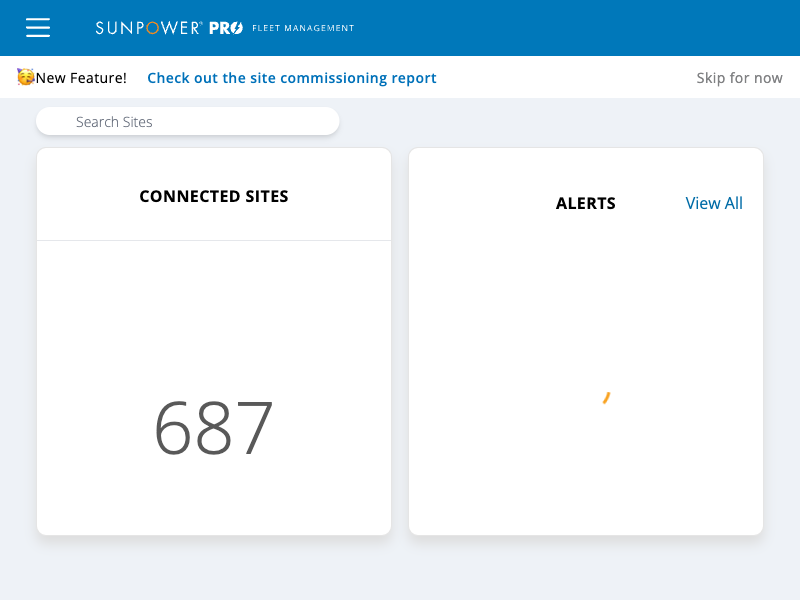 SUNPOWER PRO FLEET MANAGEMENT
🥳New Feature! Check out the site commissioning report Skip for now
Search Sites
CONNECTED SITES
687
ALERTS
View All